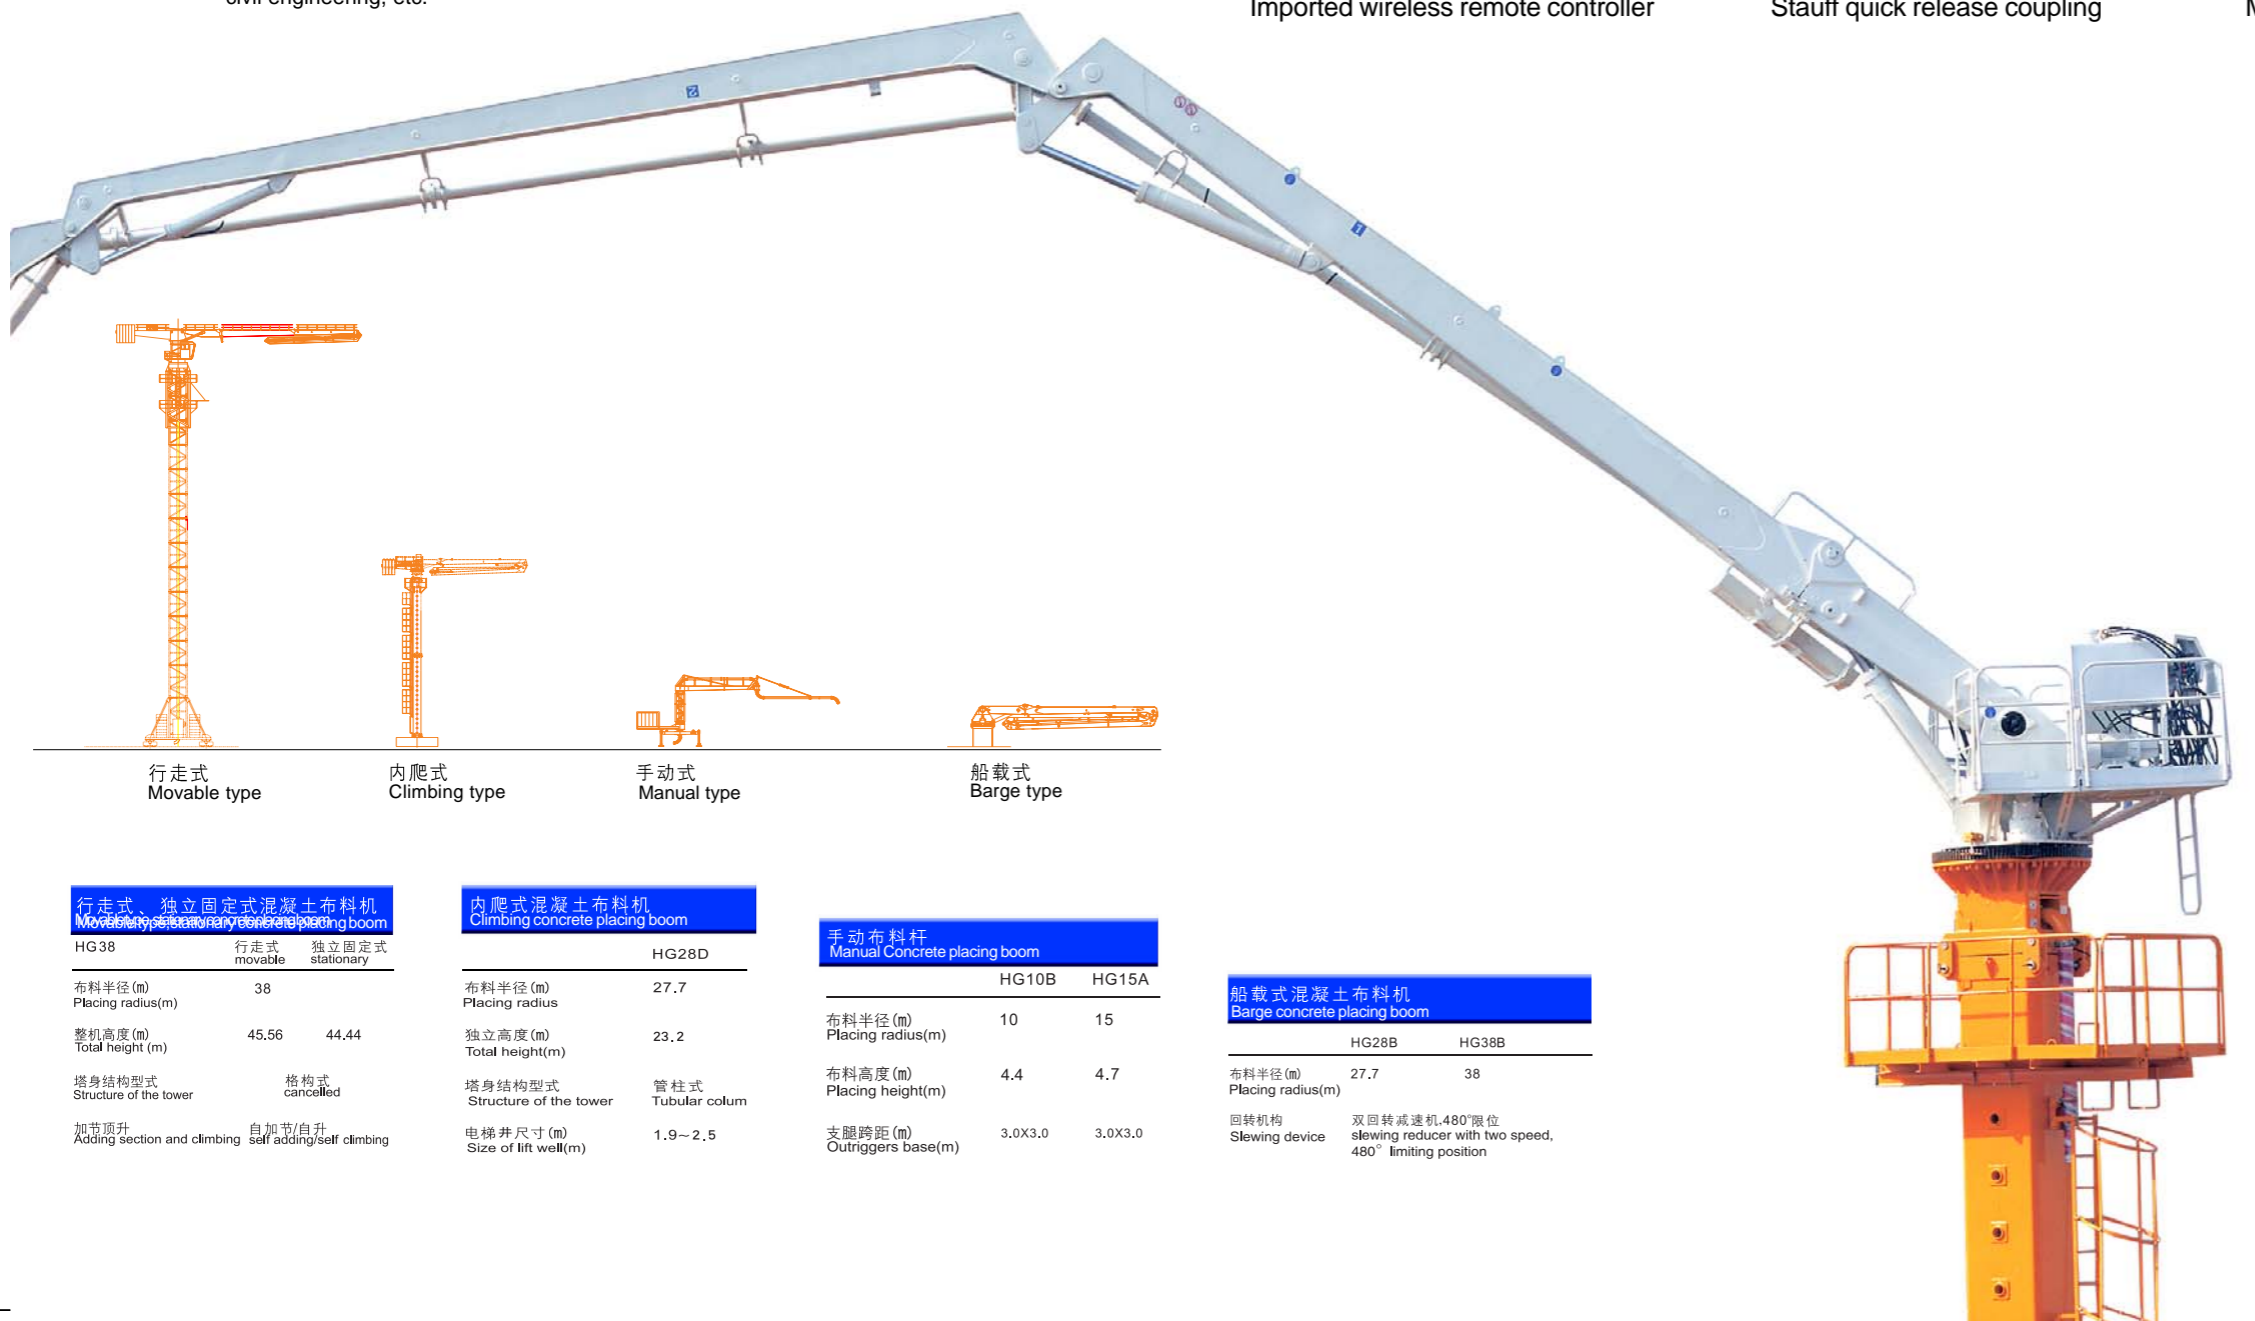 civil engineering, etc.
Imported wireless remote controller
Stauff quick release coupling
行走式
Movable type
内爬式
Climbing type
手动式
Manual type
船载式
Barge type
行走式、独立固定式混凝土布料机
Movable type, stationary concrete placing boom
HG38 行走式 独立固定式
movable stationary
布料半径(m) 38
Placing radius(m)
整机高度(m) 45.56 44.44
Total height (m)
塔身结构型式 格构式
Structure of the tower cancelled
加节顶升 自加节/自升
Adding section and climbing self adding/self climbing
内爬式混凝土布料机
Climbing concrete placing boom
HG28D
布料半径(m) 27.7
Placing radius
独立高度(m) 23.2
Total height(m)
塔身结构型式 管柱式
Structure of the tower Tubular colum
电梯井尺寸(m) 1.9~2.5
Size of lift well(m)
手动布料杆
Manual Concrete placing boom
HG10B HG15A
布料半径(m) 10 15
Placing radius(m)
布料高度(m) 4.4 4.7
Placing height(m)
支腿跨距(m) 3.0X3.0 3.0X3.0
Outriggers base(m)
船载式混凝土布料机
Barge concrete placing boom
HG28B HG38B
布料半径(m) 27.7 38
Placing radius(m)
回转机构 双回转减速机,480°限位
Slewing device slewing reducer with two speed,
480° limiting position